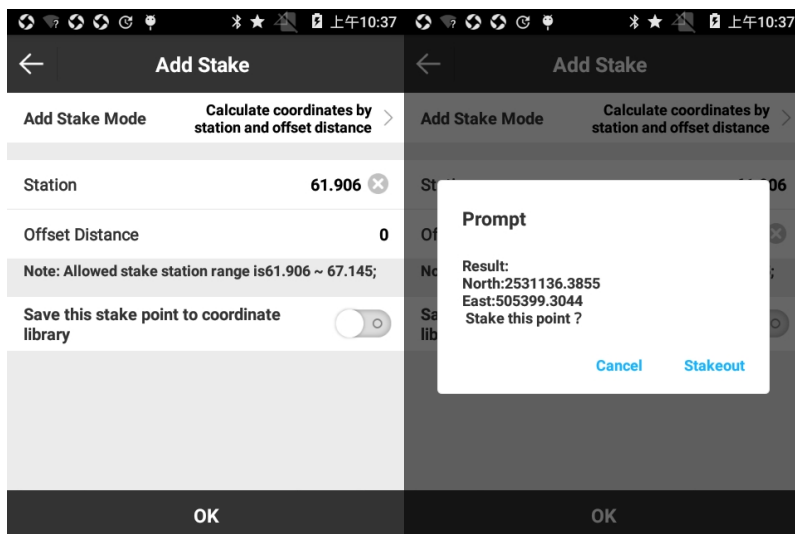 上午10:37
Add Stake
Add Stake Mode
Calculate coordinates by
station and offset distance
Station
61.906
Offset Distance
0
Note: Allowed stake station range is61.906 ~ 67.145;
Save this stake point to coordinate
library
OK
上午10:37
Add Stake
Add Stake Mode
Calculate coordinates by
station and offset distance
Prompt
Result:
North:2531136.3855
East:505399.3044
Stake this point ?
Cancel
Stakeout
OK